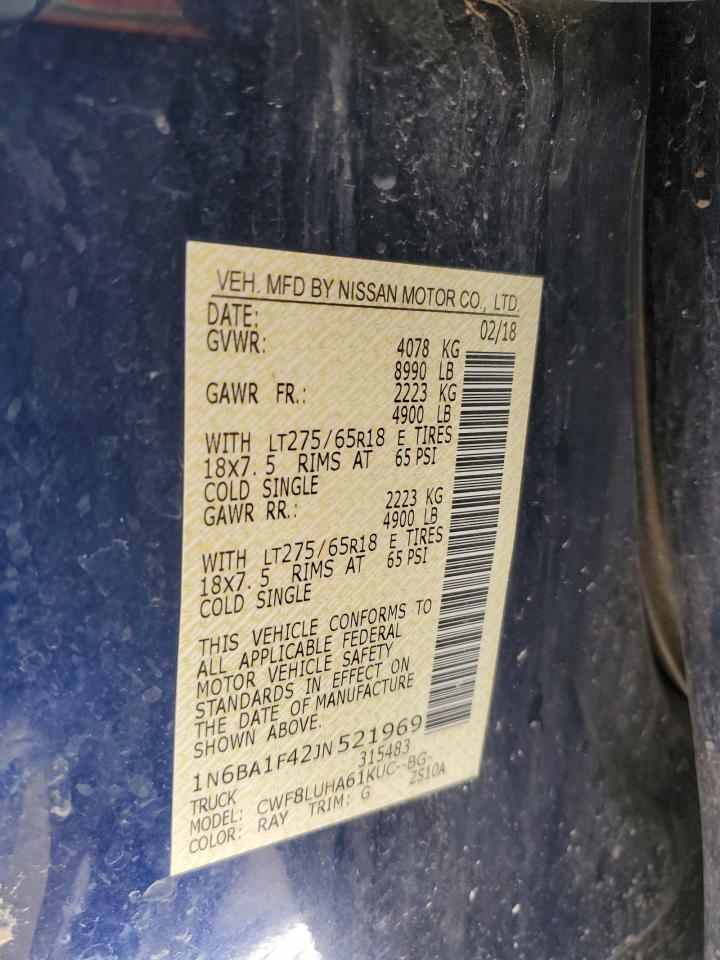 VEH. MFD BY NISSAN MOTOR CO., LTD.
DATE: 02/18
GVWR: 4078 KG
8990 LB
GAWR FR.: 2223 KG
4900 LB
WITH LT275/65R18 E TIRES
18x7.5 RIMS AT 65 PSI
COLD SINGLE
GAWR RR.: 2223 KG
4900 LB
WITH LT275/65R18 E TIRES
18x7.5 RIMS AT 65 PSI
COLD SINGLE
THIS VEHICLE CONFORMS TO
ALL APPLICABLE FEDERAL
MOTOR VEHICLE SAFETY
STANDARDS IN EFFECT ON
THE DATE OF MANUFACTURE
SHOWN ABOVE.
1N6BA1F42JN521969
TRUCK 315483
MODEL: CWF8LUHA61KUC--BG-
COLOR: RAY TRIM: G ZS10A